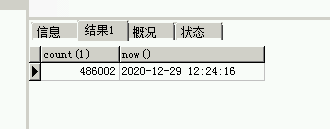 信息 结果1 概况 状态
count(1) now()
486002 2020-12-29 12:24:16